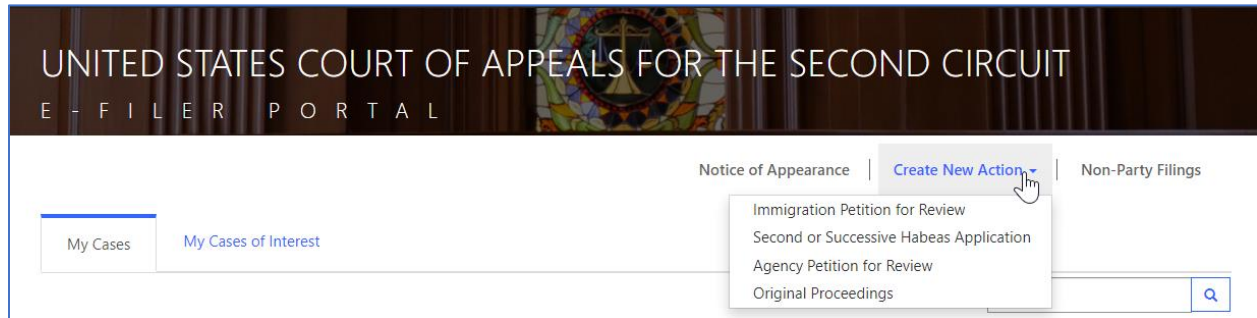 UNITED STATES COURT OF APPEALS FOR THE SECOND CIRCUIT
E-FILER PORTAL
Notice of Appearance | Create New Action | Non-Party Filings
Immigration Petition for Review
My Cases My Cases of Interest
Second or Successive Habeas Application
Agency Petition for Review
Original Proceedings